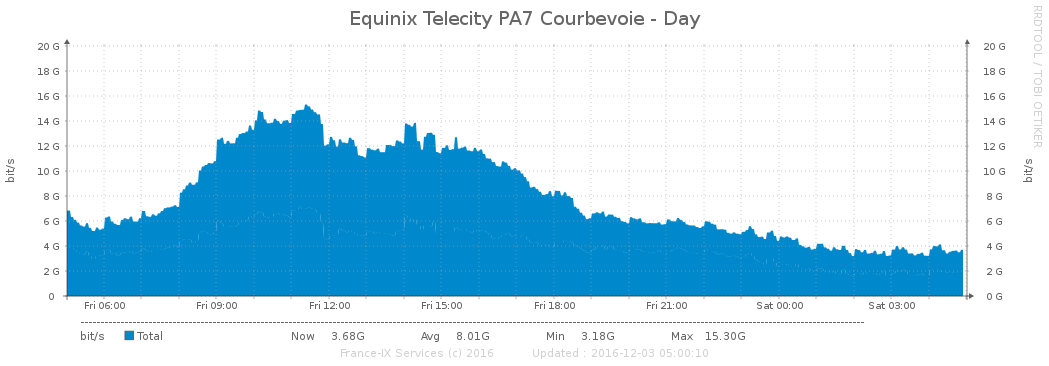 Equinix Telecity PA7 Courbevoie - Day
RRDTOOL / TOBI OETIKER
bit/s
20 G 20 G
18 G 18 G
16 G 16 G
14 G 14 G
12 G 12 G
10 G 10 G
8 G 8 G
6 G 6 G
4 G 4 G
2 G 2 G
0 0 G
bit/s
Fri 06:00 Fri 09:00 Fri 12:00 Fri 15:00 Fri 18:00 Fri 21:00 Sat 00:00 Sat 03:00
bit/s Total Now 3.68G Avg 8.01G Min 3.18G Max 15.30G
France-IX Services (c) 2016 Updated : 2016-12-03 05:00:10